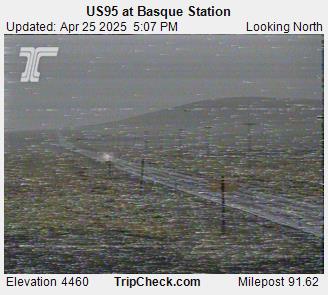 US95 at Basque Station
Updated: Apr 25 2025 5:07 PM Looking North
Elevation 4460 TripCheck.com Milepost 91.62